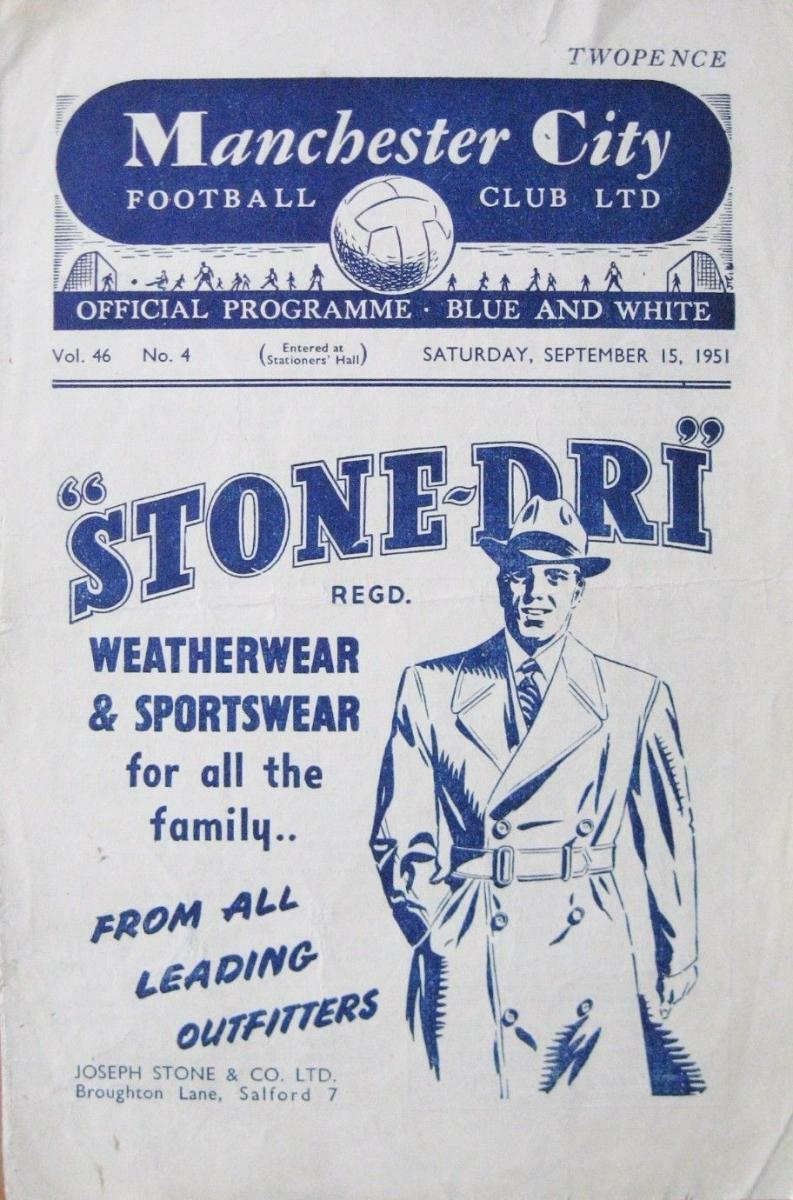 TWOPENCE
Manchester City
FOOTBALL CLUB LTD
OFFICIAL PROGRAMME · BLUE AND WHITE
Vol. 46 No. 4 (Entered at Stationers' Hall) SATURDAY, SEPTEMBER 15, 1951
"STONE-DRI"
REGD.
WEATHERWEAR
& SPORTSWEAR
for all the
family..
FROM ALL
LEADING
OUTFITTERS
JOSEPH STONE & CO. LTD.
Broughton Lane, Salford 7